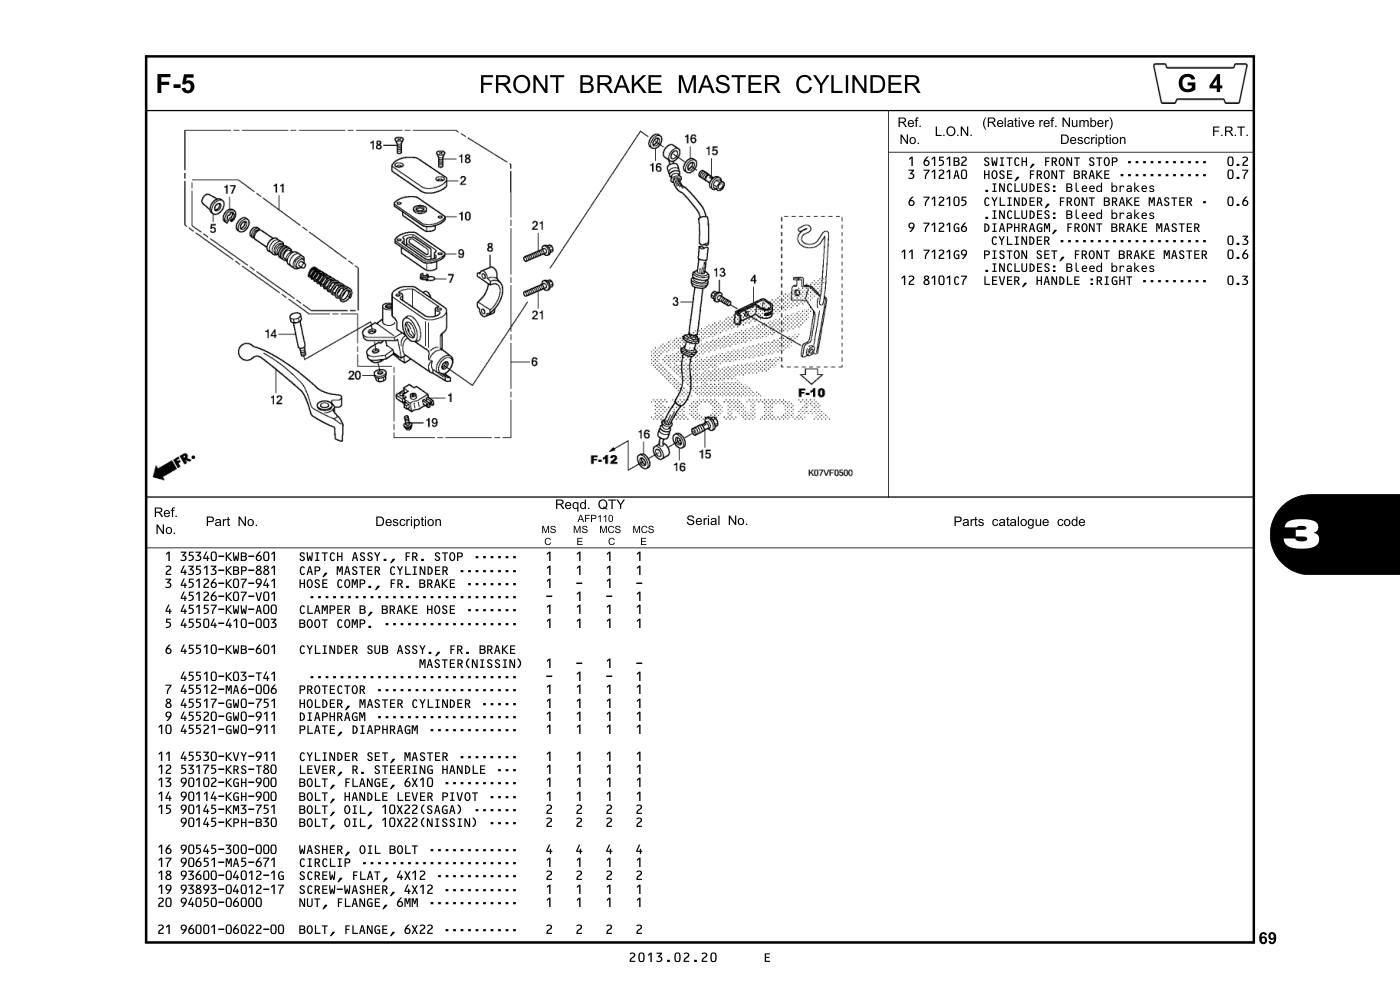 F-5
FRONT BRAKE MASTER CYLINDER
G 4
18
18
2
17
11
5
10
21
8
9
7
14
21
6
20
12
1
19
FR.
16
16
15
13
4
3
F-10
HONDA
16
15
F-12
16
K07VF0500
Ref. No. L.O.N. (Relative ref. Number) Description F.R.T.
1 6151B2 SWITCH, FRONT STOP ----------- 0.2
3 7121A0 HOSE, FRONT BRAKE ------------ 0.7
.INCLUDES: Bleed brakes
6 712105 CYLINDER, FRONT BRAKE MASTER - 0.6
.INCLUDES: Bleed brakes
9 7121G6 DIAPHRAGM, FRONT BRAKE MASTER
CYLINDER -------------------- 0.3
11 7121G9 PISTON SET, FRONT BRAKE MASTER 0.6
.INCLUDES: Bleed brakes
12 8101C7 LEVER, HANDLE :RIGHT --------- 0.3
Reqd. QTY
Ref. No. Part No. Description AFP110 Serial No. Parts catalogue code
MS MS MCS MCS
C E C E
1 35340-KWB-601 SWITCH ASSY., FR. STOP ------ 1 1 1 1
2 43513-KBP-881 CAP, MASTER CYLINDER -------- 1 1 1 1
3 45126-K07-941 HOSE COMP., FR. BRAKE ------- 1 - 1 -
45126-K07-V01 ---------------------------- - 1 - 1
4 45157-KWW-A00 CLAMPER B, BRAKE HOSE ------- 1 1 1 1
5 45504-410-003 BOOT COMP. ------------------ 1 1 1 1
6 45510-KWB-601 CYLINDER SUB ASSY., FR. BRAKE
MASTER(NISSIN) 1 - 1 -
45510-K03-T41 ---------------------------- - 1 - 1
7 45512-MA6-006 PROTECTOR ------------------- 1 1 1 1
8 45517-GW0-751 HOLDER, MASTER CYLINDER ----- 1 1 1 1
9 45520-GW0-911 DIAPHRAGM ------------------- 1 1 1 1
10 45521-GW0-911 PLATE, DIAPHRAGM ------------ 1 1 1 1
11 45530-KVY-911 CYLINDER SET, MASTER -------- 1 1 1 1
12 53175-KRS-T80 LEVER, R. STEERING HANDLE --- 1 1 1 1
13 90102-KGH-900 BOLT, FLANGE, 6X10 ---------- 1 1 1 1
14 90114-KGH-900 BOLT, HANDLE LEVER PIVOT ---- 1 1 1 1
15 90145-KM3-751 BOLT, OIL, 10X22(SAGA) ------ 2 2 2 2
90145-KPH-B30 BOLT, OIL, 10X22(NISSIN) ---- 2 2 2 2
16 90545-300-000 WASHER, OIL BOLT ------------ 4 4 4 4
17 90651-MA5-671 CIRCLIP --------------------- 1 1 1 1
18 93600-04012-1G SCREW, FLAT, 4X12 ----------- 2 2 2 2
19 93893-04012-17 SCREW-WASHER, 4X12 ---------- 1 1 1 1
20 94050-06000 NUT, FLANGE, 6MM ------------ 1 1 1 1
21 96001-06022-00 BOLT, FLANGE, 6X22 ---------- 2 2 2 2
3
69
2013.02.20 E